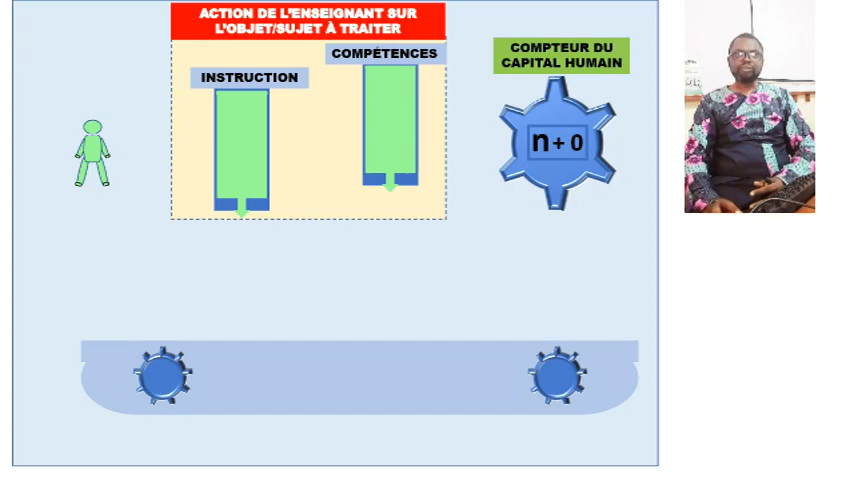 ACTION DE L'ENSEIGNANT SUR
L'OBJET/SUJET À TRAITER
COMPÉTENCES
INSTRUCTION
COMPTEUR DU
CAPITAL HUMAIN
n + 0